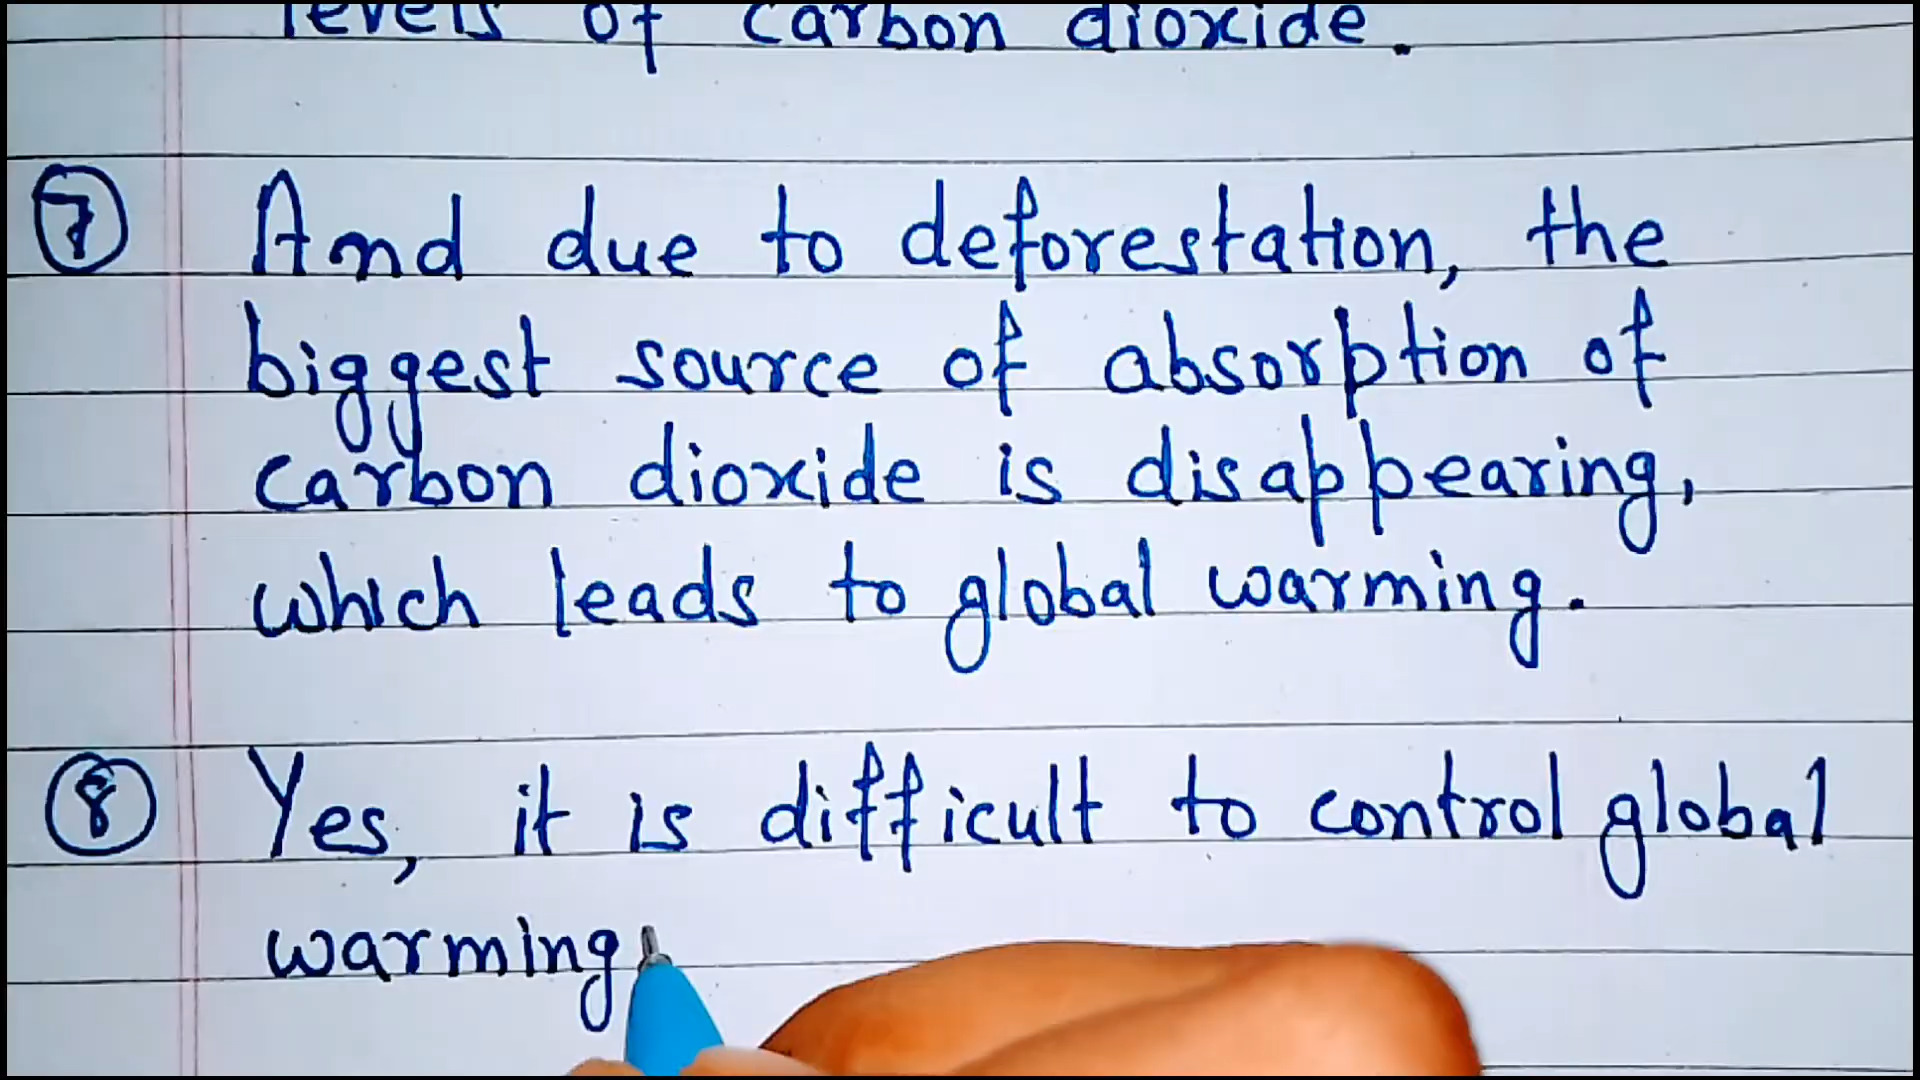 levels of carbon dioxide.
7 And due to deforestation, the
biggest source of absorption of
carbon dioxide is disappearing,
which leads to global warming.
8 Yes, it is difficult to control global
warming